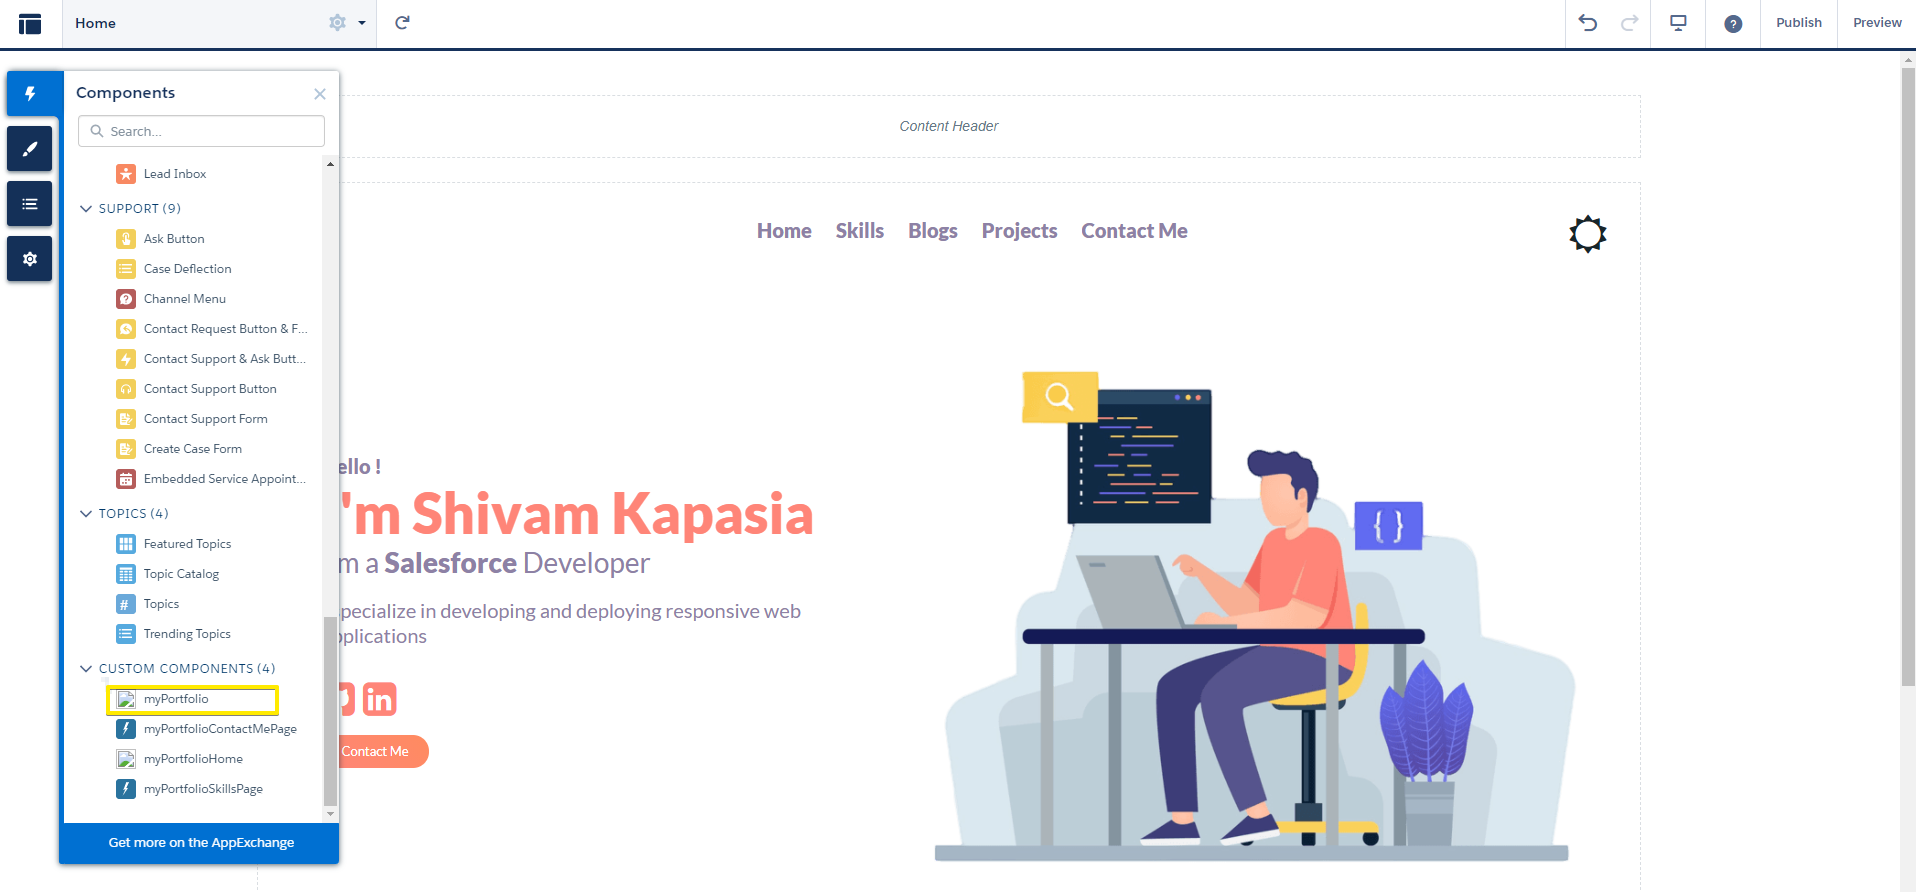 Home
Publish
Preview
Components
Search...
Lead Inbox
SUPPORT (9)
Ask Button
Case Deflection
Channel Menu
Contact Request Button & F...
Contact Support & Ask Butt...
Contact Support Button
Contact Support Form
Create Case Form
Embedded Service Appoint...
TOPICS (4)
Featured Topics
Topic Catalog
Topics
Trending Topics
CUSTOM COMPONENTS (4)
myPortfolio
myPortfolioContactMePage
myPortfolioHome
myPortfolioSkillsPage
Get more on the AppExchange
Content Header
Home Skills Blogs Projects Contact Me
ello !
'm Shivam Kapasia
m a Salesforce Developer
pecialize in developing and deploying responsive web
pplications
in
Contact Me
{ }